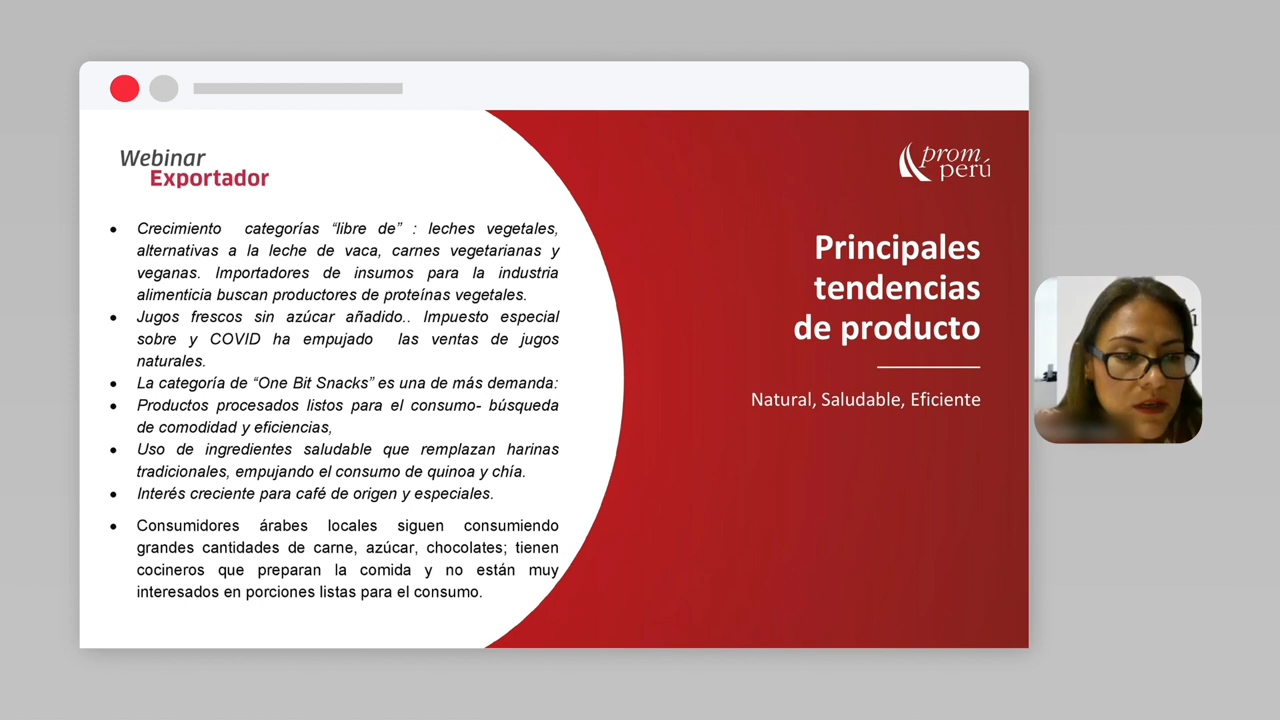 Webinar
Exportador
prom
perú
• Crecimiento categorías “libre de” : leches vegetales,
alternativas a la leche de vaca, carnes vegetarianas y
veganas. Importadores de insumos para la industria
alimenticia buscan productores de proteínas vegetales.
• Jugos frescos sin azúcar añadido.. Impuesto especial
sobre y COVID ha empujado las ventas de jugos
naturales.
• La categoría de “One Bit Snacks” es una de más demanda:
• Productos procesados listos para el consumo- búsqueda
de comodidad y eficiencias,
• Uso de ingredientes saludable que remplazan harinas
tradicionales, empujando el consumo de quinoa y chía.
• Interés creciente para café de origen y especiales.
• Consumidores árabes locales siguen consumiendo
grandes cantidades de carne, azúcar, chocolates; tienen
cocineros que preparan la comida y no están muy
interesados en porciones listas para el consumo.
Principales
tendencias
de producto
Natural, Saludable, Eficiente